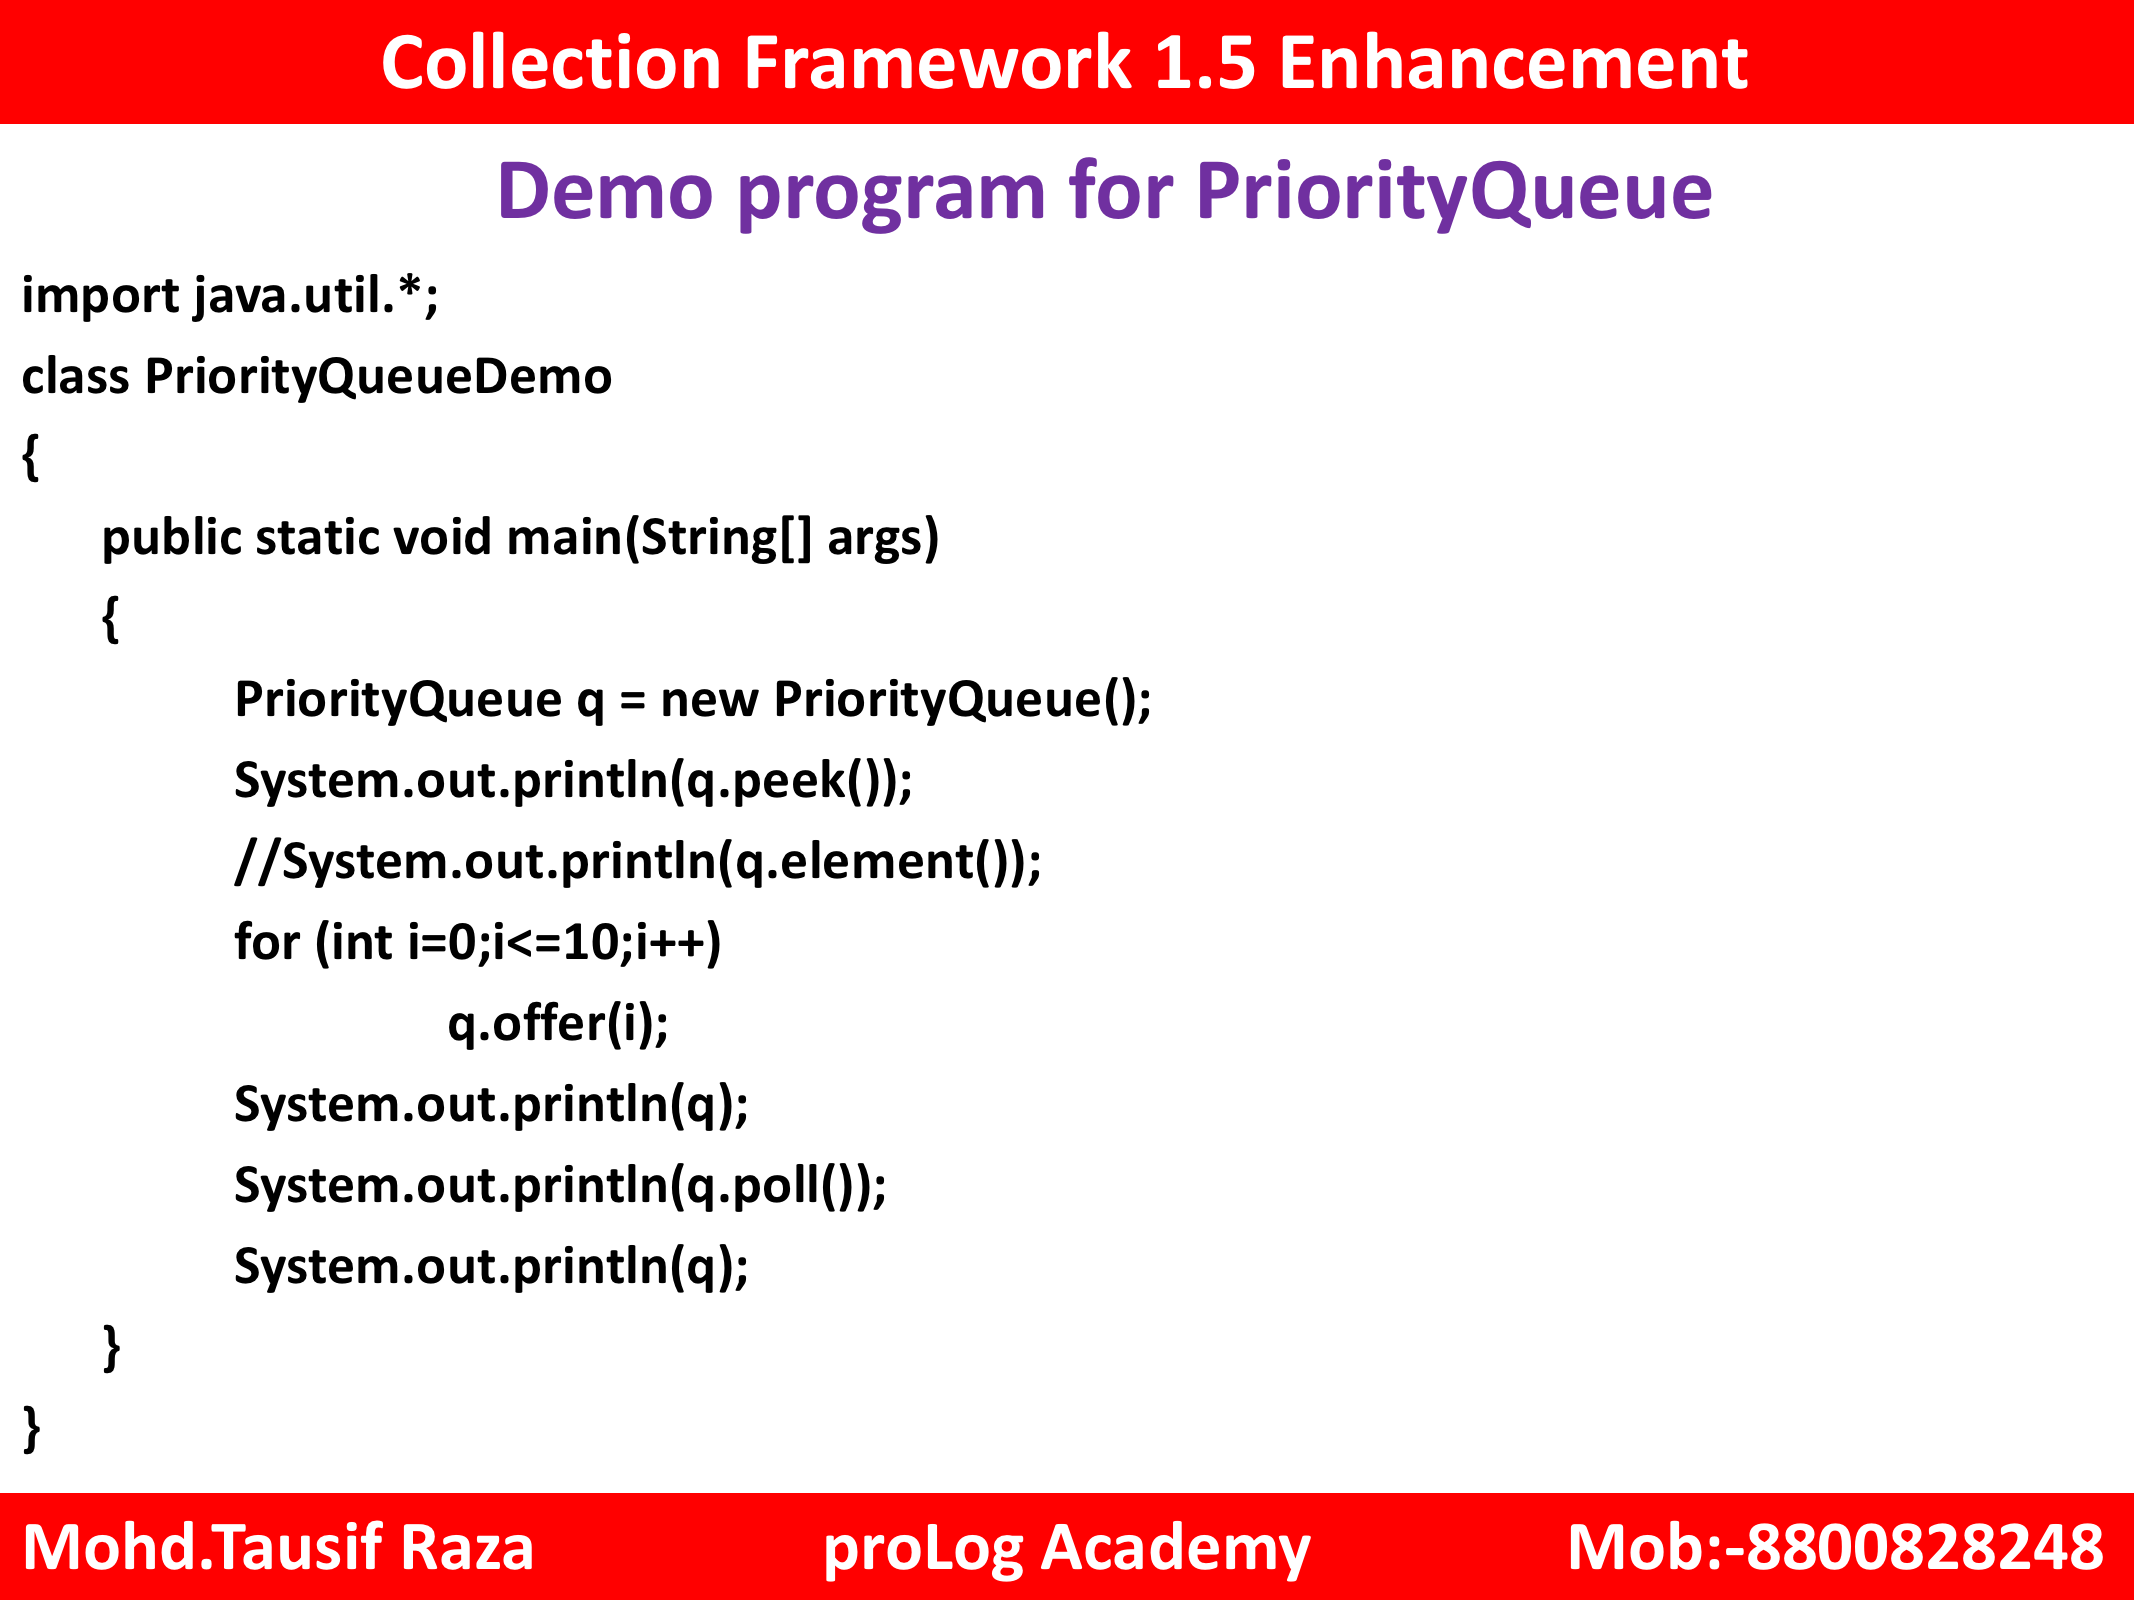 Collection Framework 1.5 Enhancement
Demo program for PriorityQueue
import java.util.*;
class PriorityQueueDemo
{
public static void main(String[] args)
{
PriorityQueue q = new PriorityQueue();
System.out.println(q.peek());
//System.out.println(q.element());
for (int i=0;i<=10;i++)
q.offer(i);
System.out.println(q);
System.out.println(q.poll());
System.out.println(q);
}
}
Mohd.Tausif Raza proLog Academy Mob:-8800828248